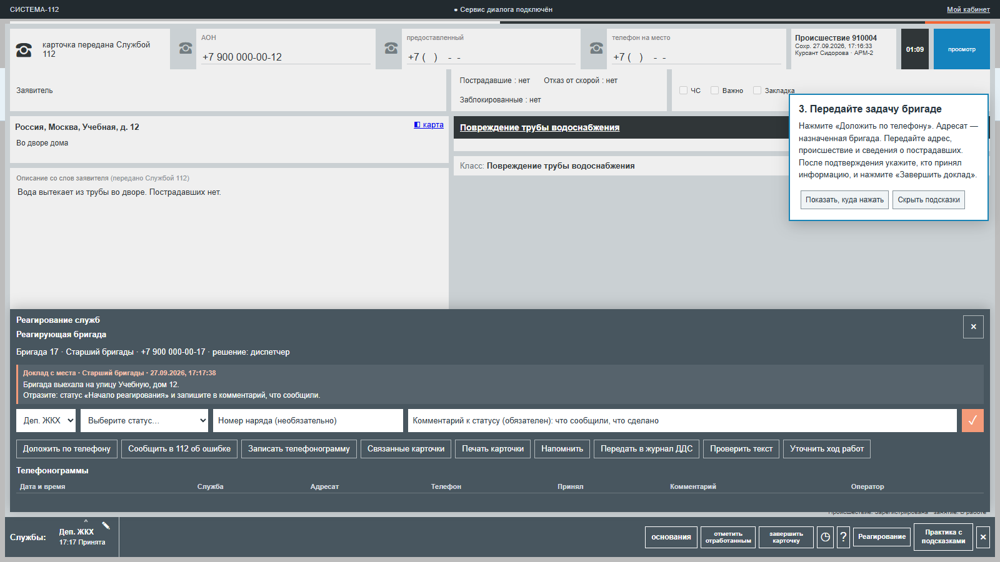 СИСТЕМА-112
Сервис диалога подключён
Мой кабинет
карточка передана Службой
112
АОН
+7 900 000-00-12
предоставленный
+7 (   )    -  -
телефон на место
+7 (   )    -  -
Происшествие 910004
Сохр. 27.09.2026, 17:16:33
Курсант Сидорова · АРМ-2
01:09
просмотр
Заявитель
Пострадавшие : нет
Отказ от скорой : нет
Заблокированные : нет
ЧС
Важно
Закладка
3. Передайте задачу бригаде
Нажмите «Доложить по телефону». Адресат —
назначенная бригада. Передайте адрес,
происшествие и сведения о пострадавших.
После подтверждения укажите, кто принял
информацию, и нажмите «Завершить доклад».
Показать, куда нажать
Скрыть подсказки
Россия, Москва, Учебная, д. 12
карта
Во дворе дома
Повреждение трубы водоснабжения
Класс: Повреждение трубы водоснабжения
Описание со слов заявителя (передано Службой 112)
Вода вытекает из трубы во дворе. Пострадавших нет.
Реагирование служб
×
Реагирующая бригада
Бригада 17 · Старший бригады · +7 900 000-00-17 · решение: диспетчер
Доклад с места · Старший бригады · 27.09.2026, 17:17:38
Бригада выехала на улицу Учебную, дом 12.
Отразите: статус «Начало реагирования» и запишите в комментарий, что сообщили.
Деп. ЖКХ
Выберите статус...
Номер наряда (необязательно)
Комментарий к статусу (обязателен): что сообщили, что сделано
Доложить по телефону
Сообщить в 112 об ошибке
Записать телефонограмму
Связанные карточки
Печать карточки
Напомнить
Передать в журнал ДДС
Проверить текст
Уточнить ход работ
Телефонограммы
Дата и время
Служба
Адресат
Телефон
Принял
Комментарий
Оператор
Происшествие: Зарегистрирована · занятие: В работе
Службы:
Деп. ЖКХ
17:17 Принята
основания
отметить
отработанным
завершить
карточку
?
Реагирование
Практика с
подсказками
×